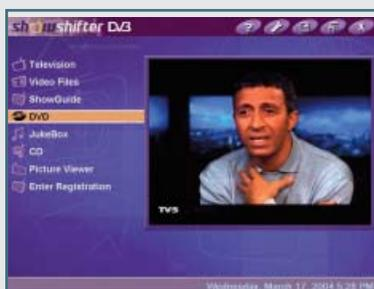 showshifter DVB
Television
Video Files
ShowGuide
DVD
JukeBox
CD
Picture Viewer
Enter Registration
TV5
Wednesday, March 17, 2004 5:28 PM